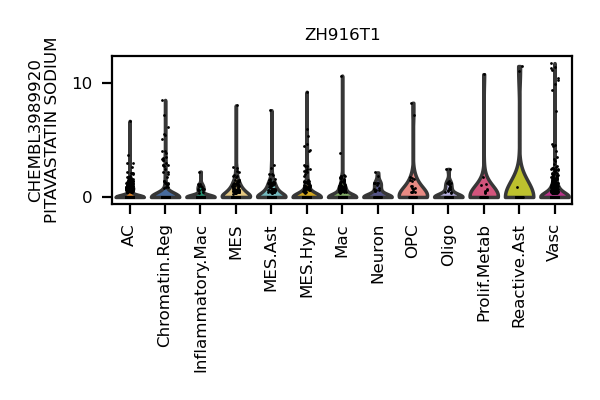 ZH916T1
CHEMBL3989920
PITAVASTATIN SODIUM
10
0
AC
Chromatin.Reg
Inflammatory.Mac
MES
MES.Ast
MES.Hyp
Mac
Neuron
OPC
Oligo
Prolif.Metab
Reactive.Ast
Vasc